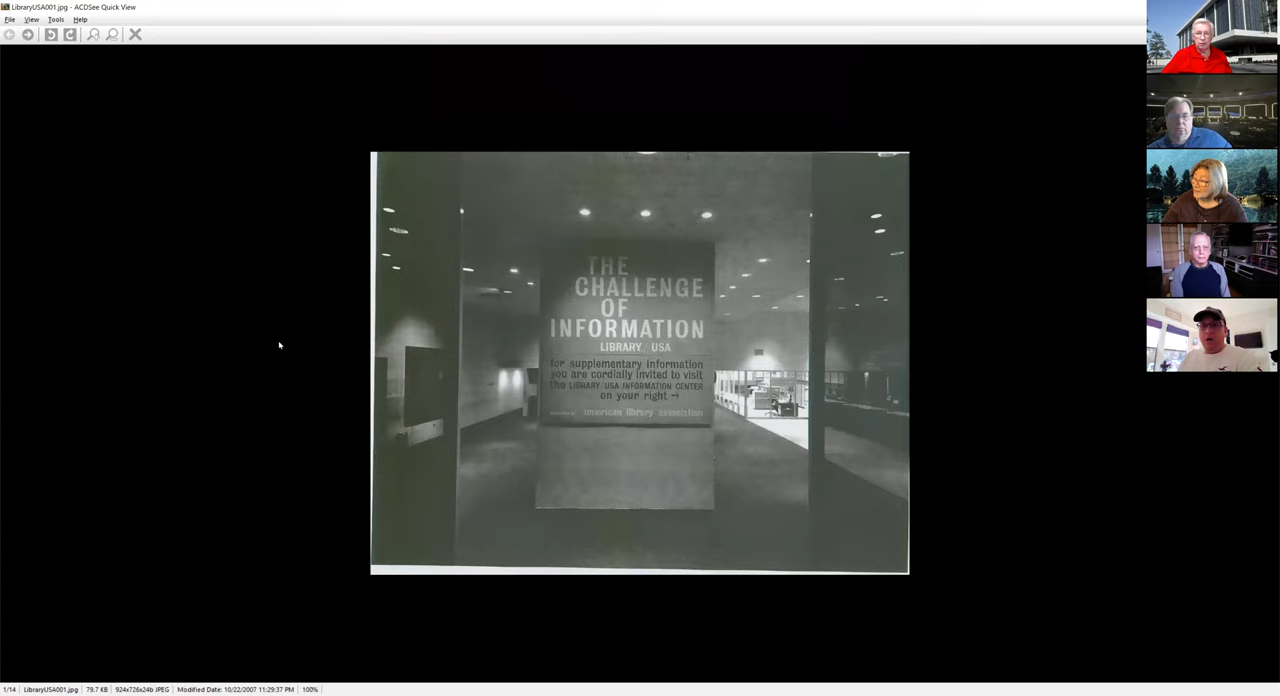 LibraryUSA001.jpg - ACDSee Quick View
File View Tools Help
THE
CHALLENGE
OF
INFORMATION
LIBRARY / USA
for supplementary information
you are cordially invited to visit
the LIBRARY USA INFORMATION CENTER
on your right →
american library association
1/14 LibraryUSA001.jpg 79.7 KB 924x726x24b JPEG Modified Date: 10/22/2007 11:29:37 PM 100%